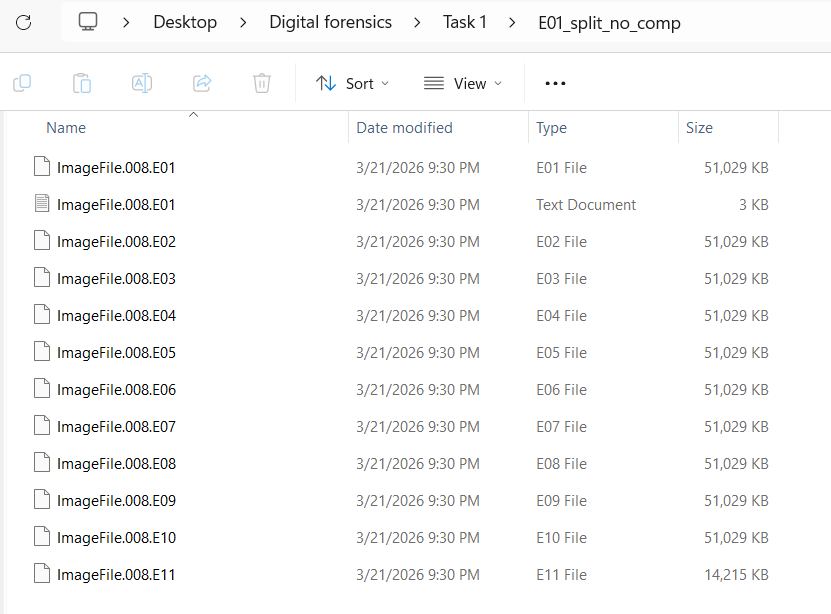 Desktop > Digital forensics > Task 1 > E01_split_no_comp
Sort View ...
Name Date modified Type Size
ImageFile.008.E01 3/21/2026 9:30 PM E01 File 51,029 KB
ImageFile.008.E01 3/21/2026 9:30 PM Text Document 3 KB
ImageFile.008.E02 3/21/2026 9:30 PM E02 File 51,029 KB
ImageFile.008.E03 3/21/2026 9:30 PM E03 File 51,029 KB
ImageFile.008.E04 3/21/2026 9:30 PM E04 File 51,029 KB
ImageFile.008.E05 3/21/2026 9:30 PM E05 File 51,029 KB
ImageFile.008.E06 3/21/2026 9:30 PM E06 File 51,029 KB
ImageFile.008.E07 3/21/2026 9:30 PM E07 File 51,029 KB
ImageFile.008.E08 3/21/2026 9:30 PM E08 File 51,029 KB
ImageFile.008.E09 3/21/2026 9:30 PM E09 File 51,029 KB
ImageFile.008.E10 3/21/2026 9:30 PM E10 File 51,029 KB
ImageFile.008.E11 3/21/2026 9:30 PM E11 File 14,215 KB